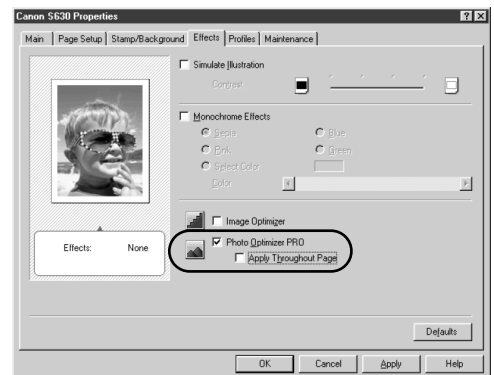 Canon S630 Properties
Main Page Setup Stamp/Background Effects Profiles Maintenance
Simulate Illustration
Contrast
Monochrome Effects
Sepia Blue
Pink Green
Select Color
Color
Image Optimizer
Effects: None
Photo Optimizer PRO
Apply Throughout Page
Defaults
OK Cancel Apply Help